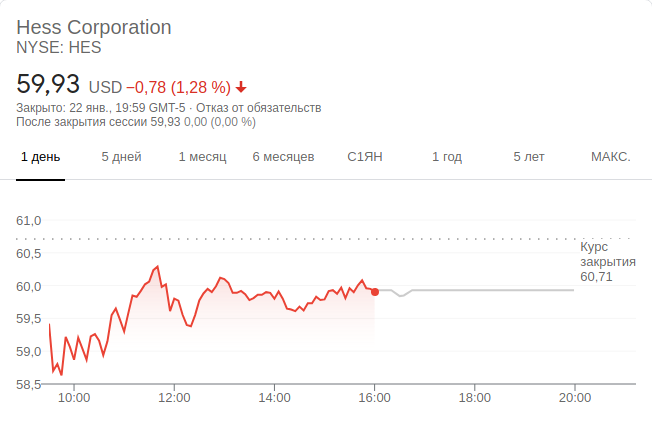 Hess Corporation
NYSE: HES
59,93 USD −0,78 (1,28 %)
Закрыто: 22 янв., 19:59 GMT-5 · Отказ от обязательств
После закрытия сессии 59,93 0,00 (0,00 %)
1 день 5 дней 1 месяц 6 месяцев С1ЯН 1 год 5 лет МАКС.
61,0
60,5
60,0
59,5
59,0
58,5
Курс
закрытия
60,71
10:00 12:00 14:00 16:00 18:00 20:00